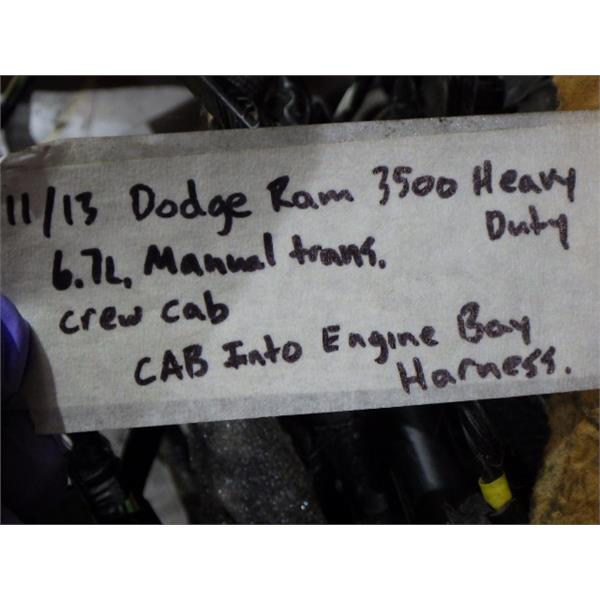 11/13 Dodge Ram 3500 Heavy Duty
6.7L, Manual trans.
crew cab
CAB Into Engine Bay
Harness.